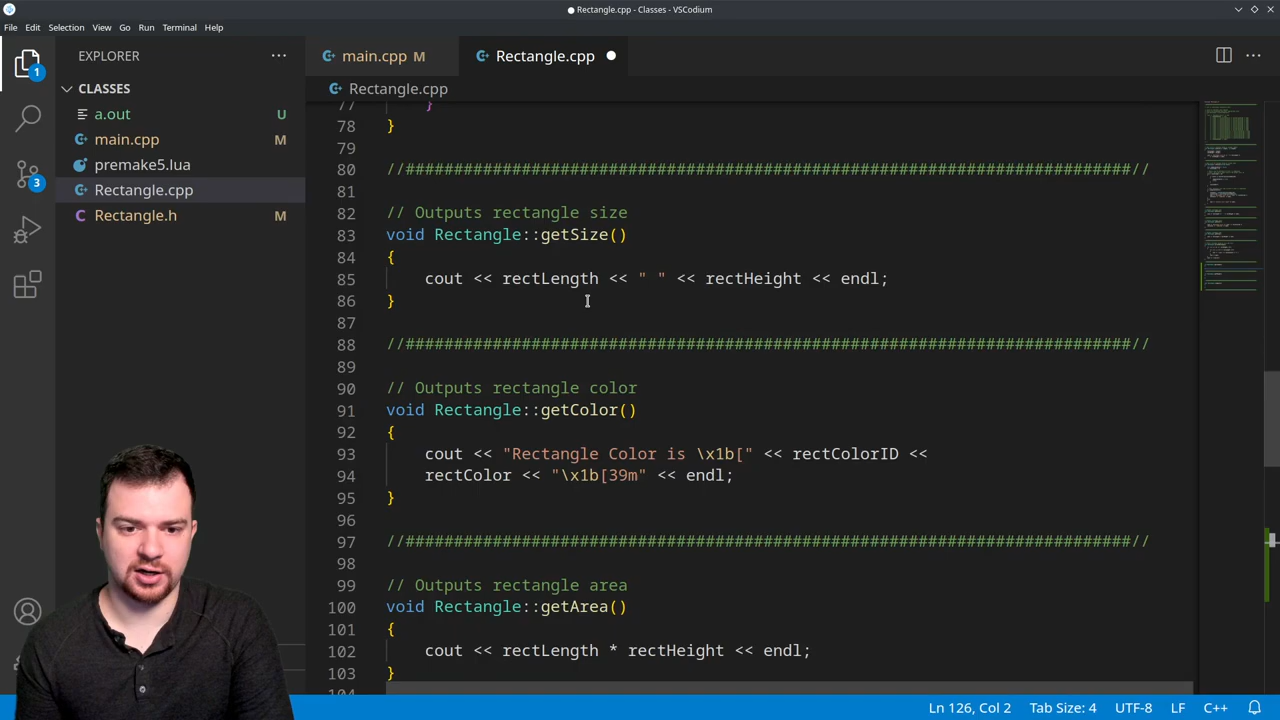 Rectangle.cpp - Classes - VSCodium
File Edit Selection View Go Run Terminal Help
EXPLORER
main.cpp M
Rectangle.cpp
1
CLASSES
Rectangle.cpp
a.out U
main.cpp M
premake5.lua
3
Rectangle.cpp
Rectangle.h M
77 }
78 }
79
80 //############################################################################//
81
82 // Outputs rectangle size
83 void Rectangle::getSize()
84 {
85 cout << rectLength << " " << rectHeight << endl;
86 }
87
88 //############################################################################//
89
90 // Outputs rectangle color
91 void Rectangle::getColor()
92 {
93 cout << "Rectangle Color is \x1b[" << rectColorID <<
94 rectColor << "\x1b[39m" << endl;
95 }
96
97 //############################################################################//
98
99 // Outputs rectangle area
100 void Rectangle::getArea()
101 {
102 cout << rectLength * rectHeight << endl;
103 }
104
Ln 126, Col 2 Tab Size: 4 UTF-8 LF C++